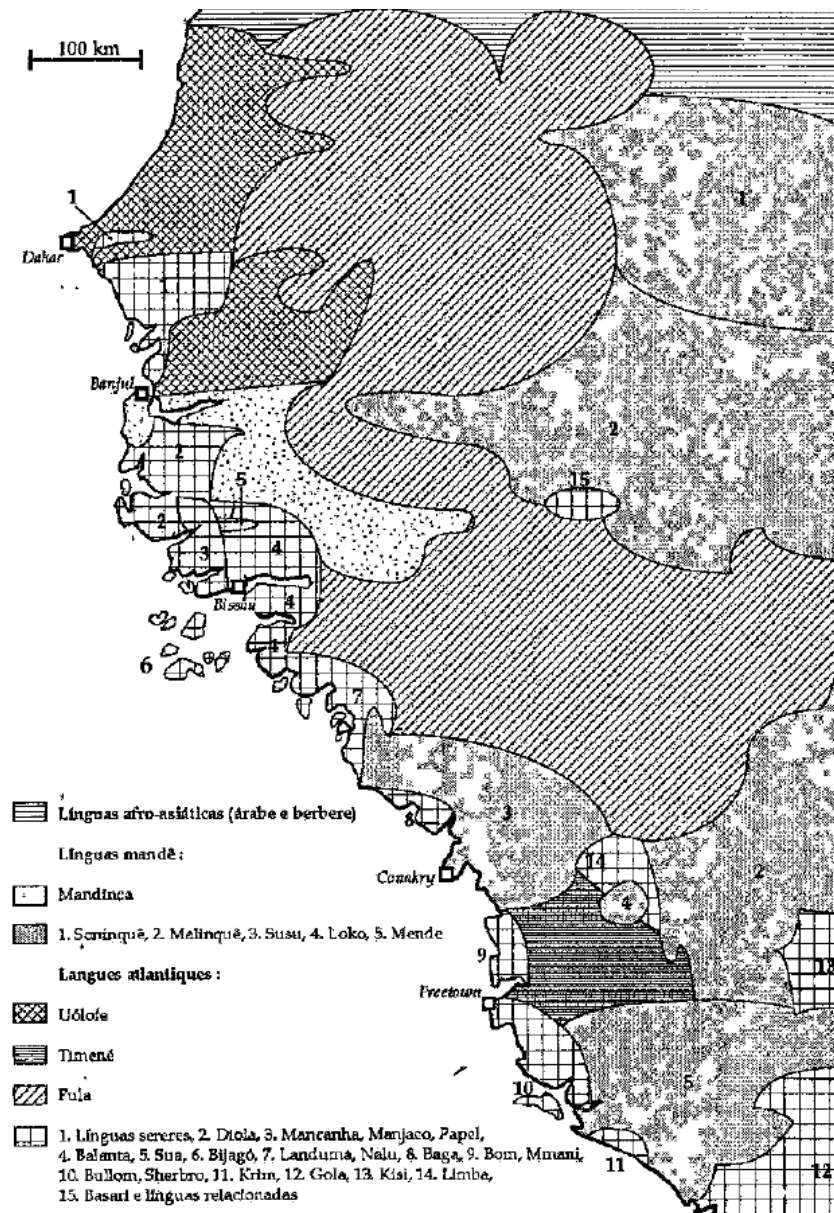 100 km
1
1
Dakar
1
Banjul
2
2
15
5
9
2
3
4
Bissau
4
6
4
7
3
8
14
2
Conakry
4
9
13
Freetown
5
10
11
12
Línguas afro-asiáticas (árabe e berbere)
Línguas mandê :
Mandinca
1. Soninquê, 2. Malinquê, 3. Susu, 4. Loko, 5. Mende
Langues atlantiques :
Uólofe
Timené
Fula
1. Línguas sereres, 2. Diola, 3. Mancanha, Manjaco, Papel,
4. Balanta, 5. Sua, 6. Bijagó, 7. Landuma, Nalu, 8. Baga, 9. Bom, Mmani,
10. Bullom, Sherbro, 11. Krim, 12. Gola, 13. Kisi, 14. Limba,
15. Basari e línguas relacionadas